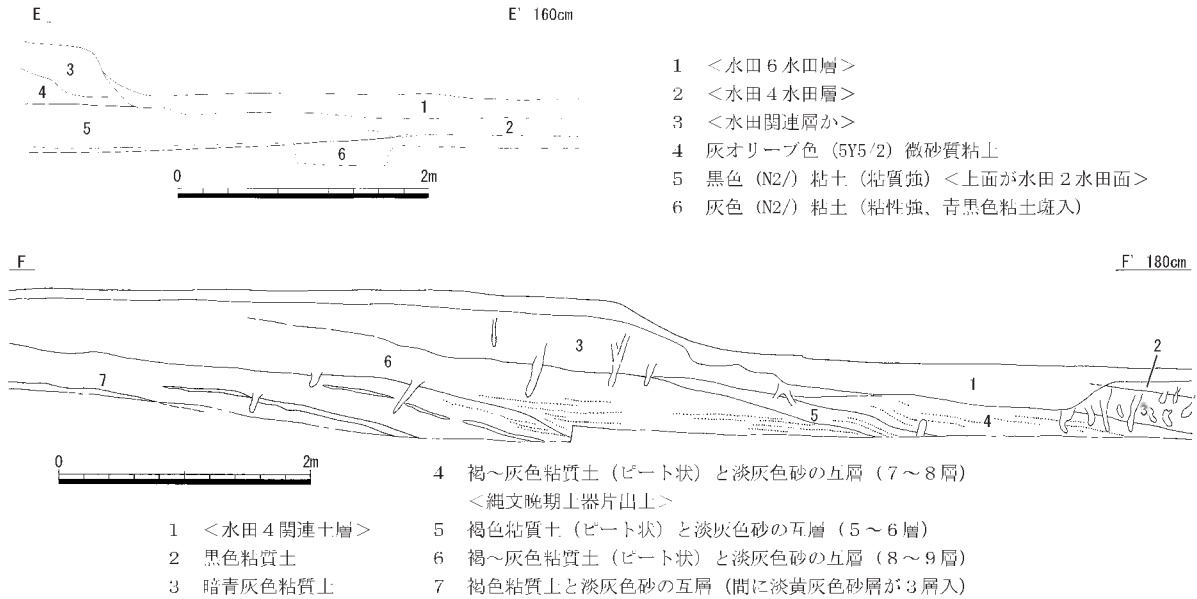 E E' 160cm
3
4
1
5
2
6
0 2m
1 <水田6水田層>
2 <水田4水田層>
3 <水田関連層か>
4 灰オリーブ色 (5Y5/2) 微砂質粘土
5 黒色 (N2/) 粘土 (粘質強) <上面が水田2水田面>
6 灰色 (N2/) 粘土 (粘性強、青黒色粘土斑入)
F F' 180cm
3
2
6
1
7
5
4
3
0 2m
4 褐～灰色粘質土 (ピート状) と淡灰色砂の互層 (7～8層)
<縄文晩期土器片出土>
1 <水田4関連土層>
5 褐色粘質土 (ピート状) と淡灰色砂の互層 (5～6層)
2 黒色粘質土
6 褐～灰色粘質土 (ピート状) と淡灰色砂の互層 (8～9層)
3 暗青灰色粘質土
7 褐色粘質土と淡灰色砂の互層 (間に淡黄灰色砂層が3層入)